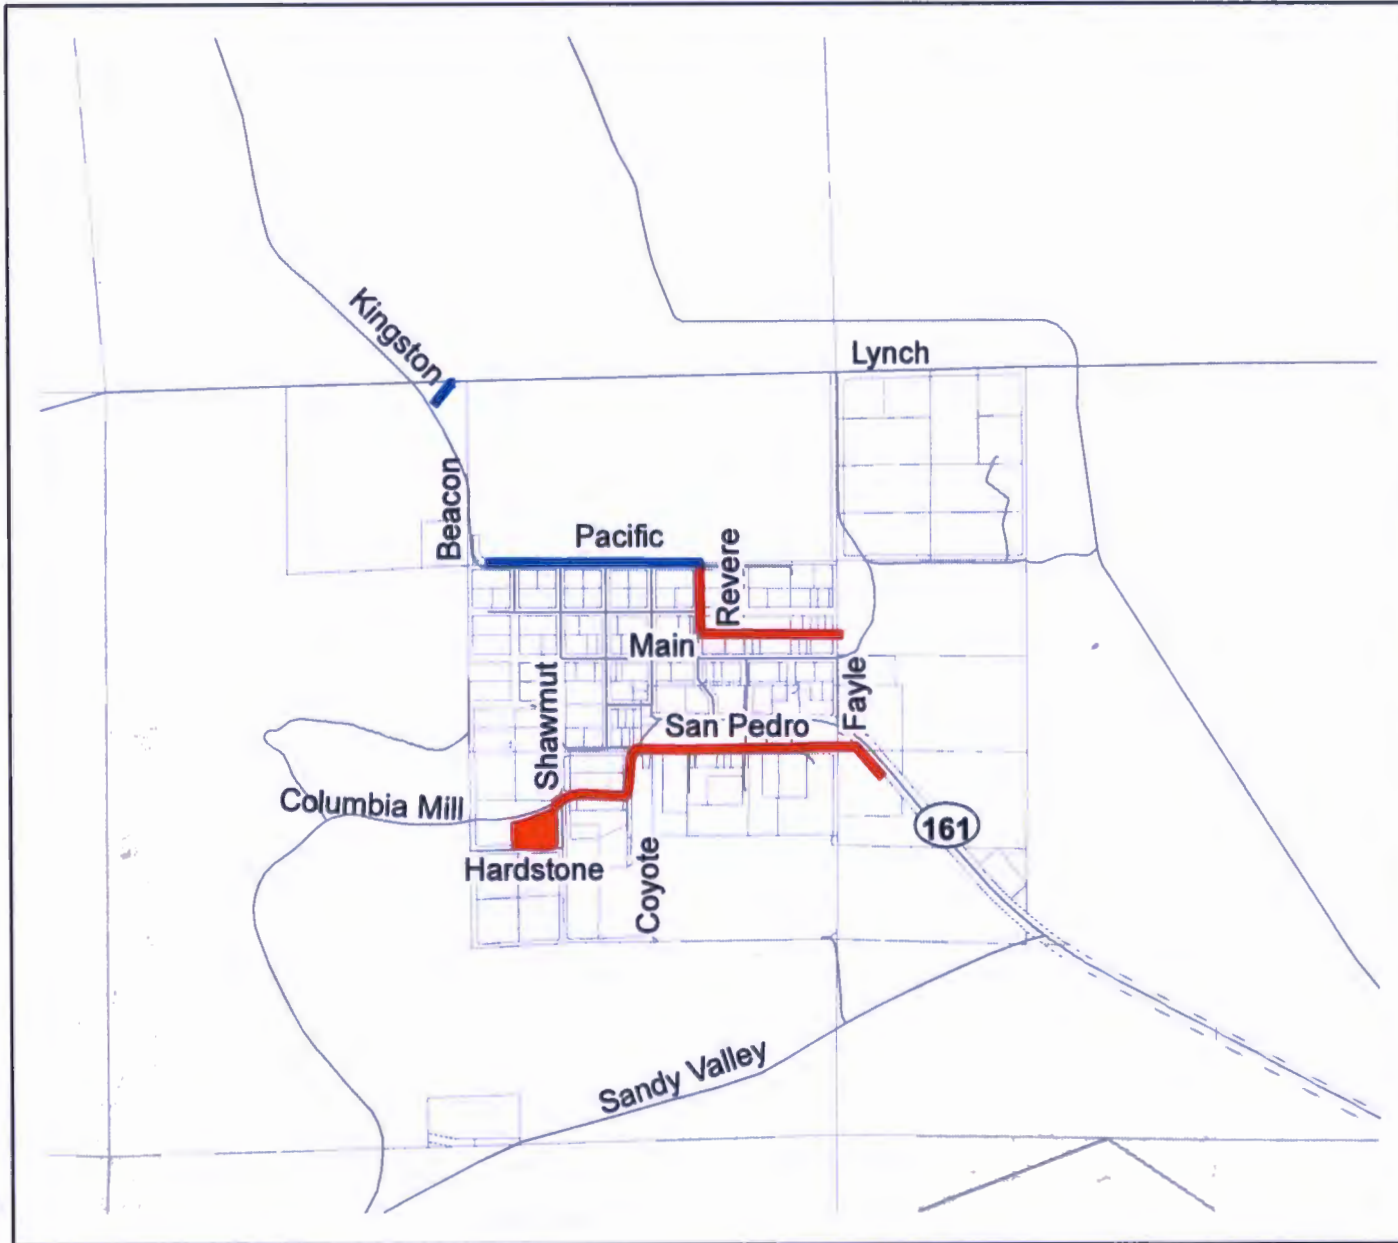 Kingston
Lynch
Beacon
Pacific
Revere
Main
Shawmut
Fayle
San Pedro
Columbia Mill
161
Hardstone
Coyote
Sandy Valley